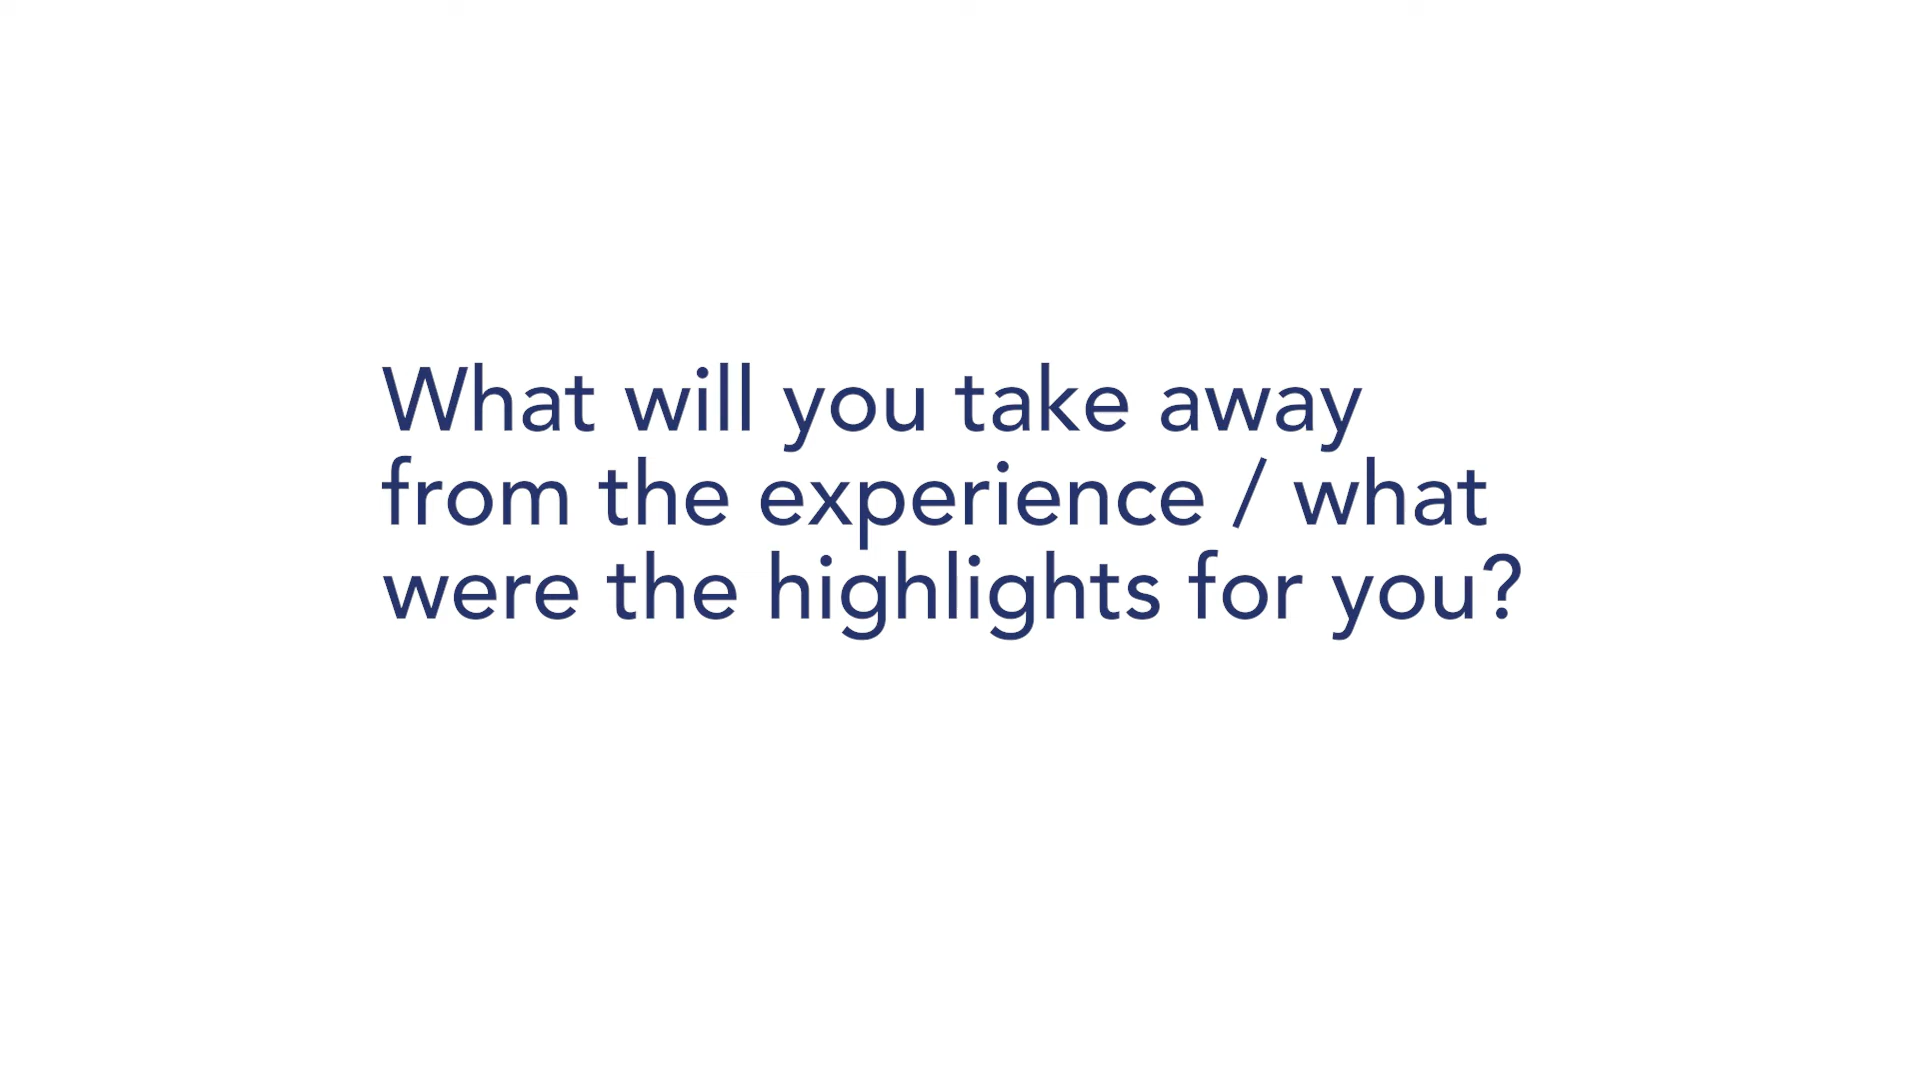 What will you take away
from the experience / what
were the highlights for you?